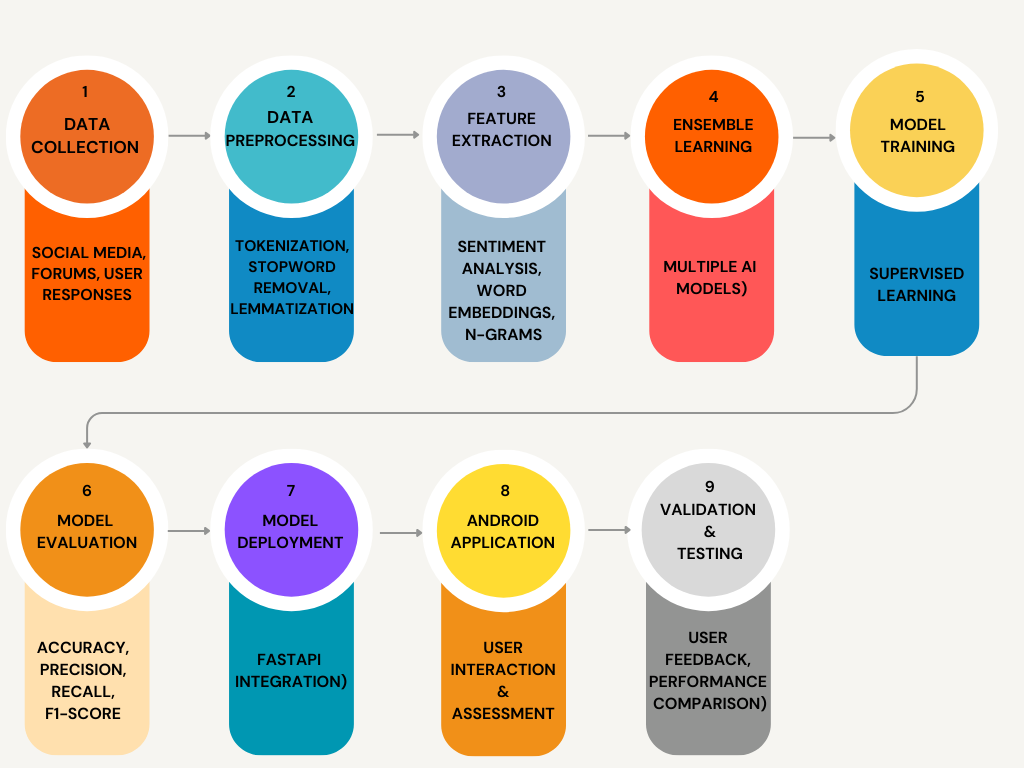 1
DATA
COLLECTION
SOCIAL MEDIA,
FORUMS, USER
RESPONSES
2
DATA
PREPROCESSING
TOKENIZATION,
STOPWORD
REMOVAL,
LEMMATIZATION
3
FEATURE
EXTRACTION
SENTIMENT
ANALYSIS,
WORD
EMBEDDINGS,
N-GRAMS
4
ENSEMBLE
LEARNING
MULTIPLE AI
MODELS)
5
MODEL
TRAINING
SUPERVISED
LEARNING
6
MODEL
EVALUATION
ACCURACY,
PRECISION,
RECALL,
F1-SCORE
7
MODEL
DEPLOYMENT
FASTAPI
INTEGRATION)
8
ANDROID
APPLICATION
USER
INTERACTION
&
ASSESSMENT
9
VALIDATION
&
TESTING
USER
FEEDBACK,
PERFORMANCE
COMPARISON)